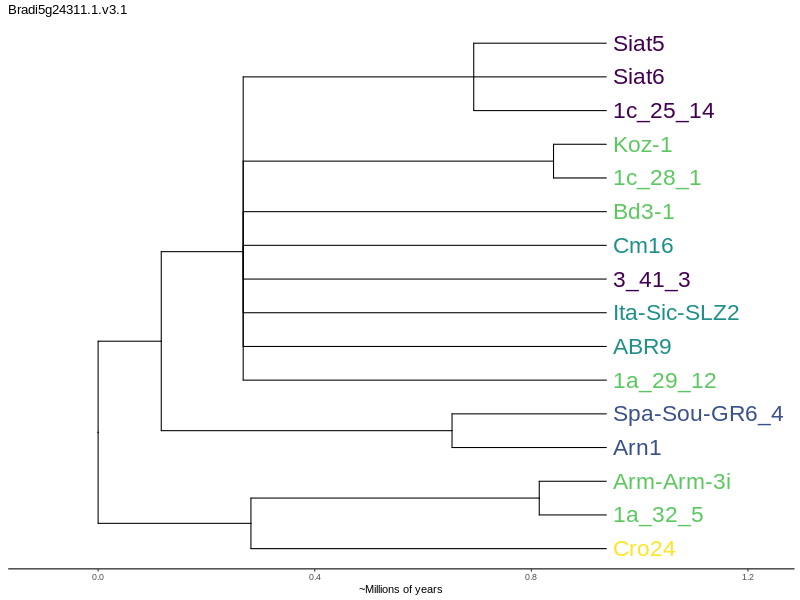 Bradi5g24311.1.v3.1
Siat5
Siat6
1c_25_14
Koz-1
1c_28_1
Bd3-1
Cm16
3_41_3
Ita-Sic-SLZ2
ABR9
1a_29_12
Spa-Sou-GR6_4
Arn1
Arm-Arm-3i
1a_32_5
Cro24
0.0 0.4 0.8 1.2
~Millions of years